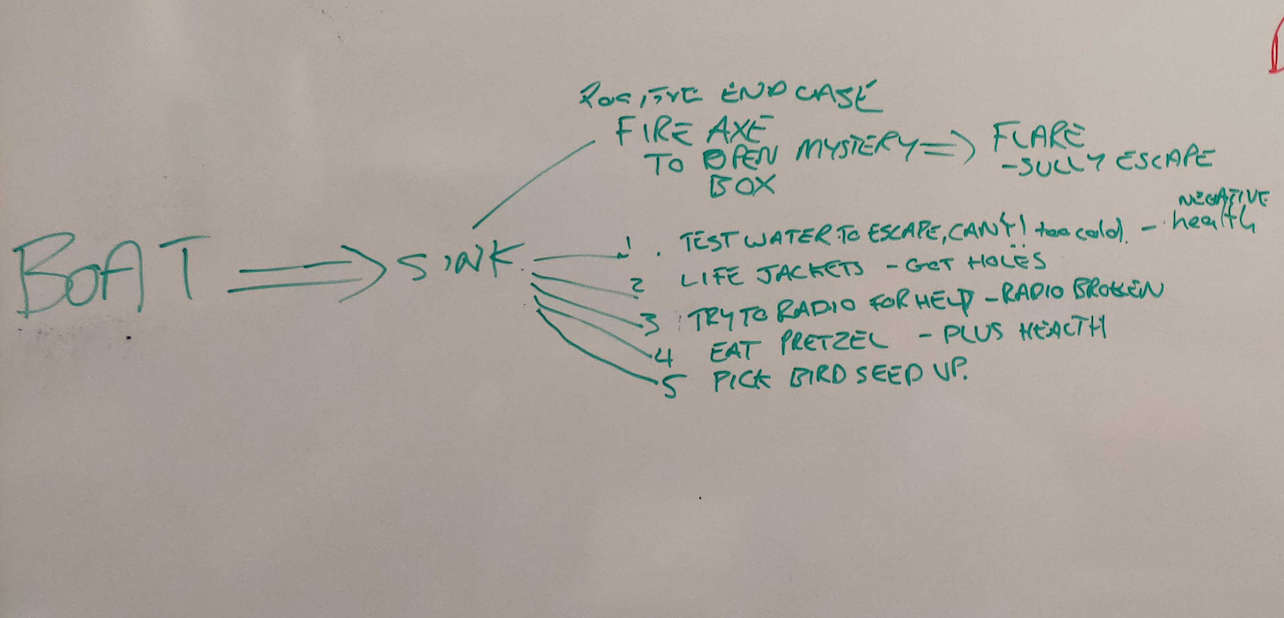 POSITIVE END CASE
FIRE AXE
TO OPEN MYSTERY => FLARE
BOX
-SULLY ESCAPE
BOAT => SINK
1. TEST WATER TO ESCAPE, CAN'T! too cold. - NEGATIVE health
2 LIFE JACKETS - GOT HOLES
3 TRY TO RADIO FOR HELP - RADIO BROKEN
4 EAT PRETZEL - PLUS HEALTH
5 PICK BIRD SEED UP.